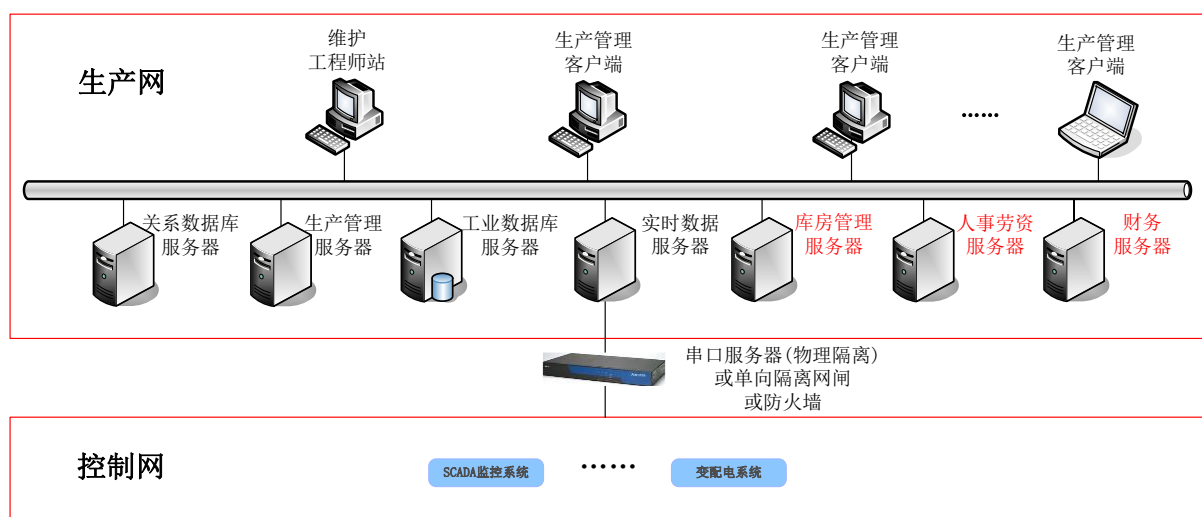 维护
工程师站
生产管理
客户端
生产管理
客户端
生产管理
客户端
生产网
……
关系数据库
服务器
生产管理
服务器
工业数据库
服务器
实时数据
服务器
库房管理
服务器
人事劳资
服务器
财务
服务器
串口服务器(物理隔离)
或单向隔离网闸
或防火墙
控制网
SCADA监控系统
……
变配电系统